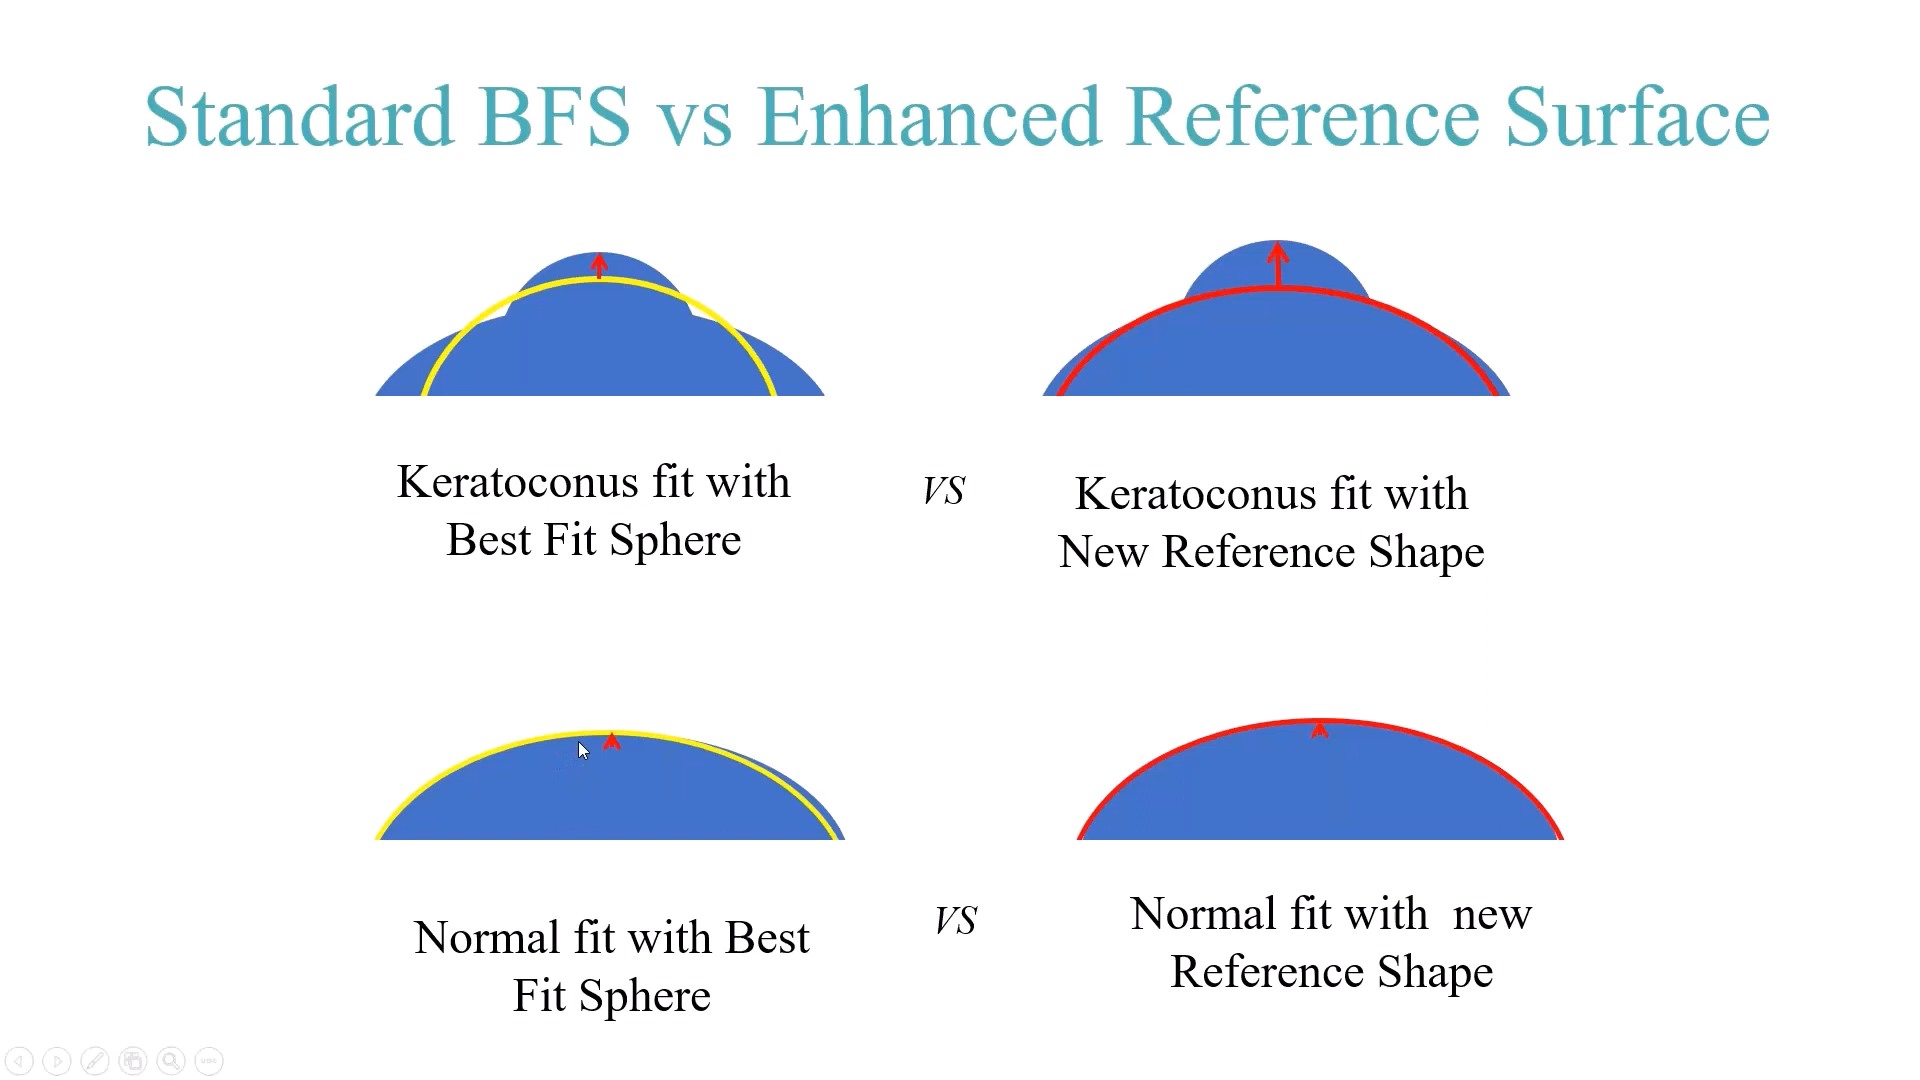 Standard BFS vs Enhanced Reference Surface
Keratoconus fit with
Best Fit Sphere
vs
Keratoconus fit with
New Reference Shape
Normal fit with Best
Fit Sphere
vs
Normal fit with  new
Reference Shape